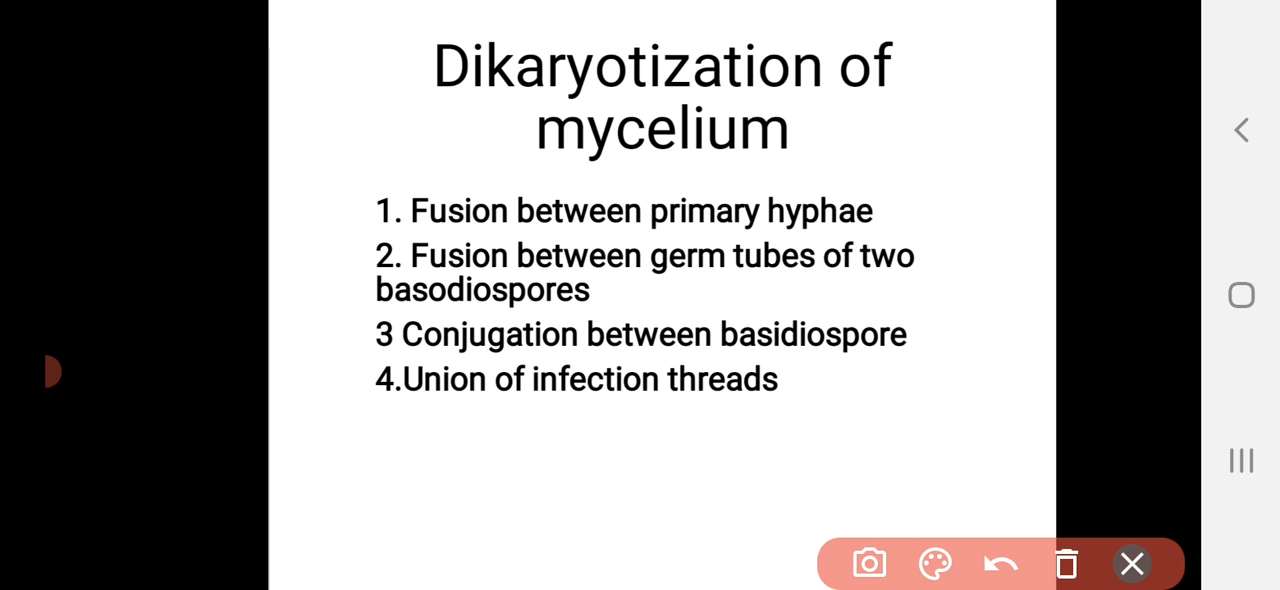 Dikaryotization of
mycelium
1. Fusion between primary hyphae
2. Fusion between germ tubes of two
basodiospores
3 Conjugation between basidiospore
4.Union of infection threads